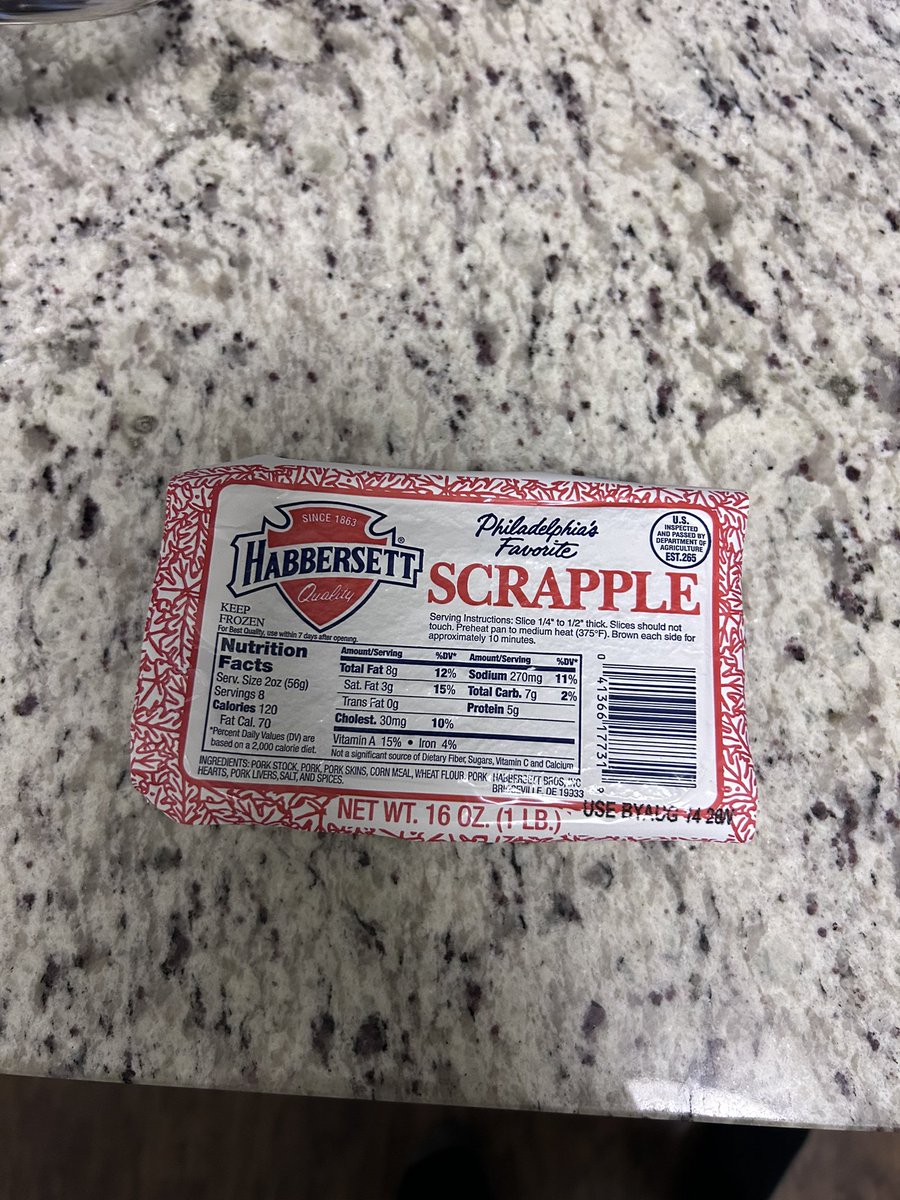 SINCE 1863
HABBERSETT®
Quality
Philadelphia's
Favorite
SCRAPPLE
U.S.
INSPECTED
AND PASSED BY
DEPARTMENT OF
AGRICULTURE
EST.265
KEEP
FROZEN
For Best Quality, use within 7 days after opening.
Serving Instructions: Slice 1/4" to 1/2" thick. Slices should not
touch. Preheat pan to medium heat (375°F). Brown each side for
approximately 10 minutes.
Nutrition
Facts
Serv. Size 2oz (56g)
Servings 8
Calories 120
Fat Cal. 70
*Percent Daily Values (DV) are
based on a 2,000 calorie diet.
Amount/Serving %DV* Amount/Serving %DV*
Total Fat 8g 12% Sodium 270mg 11%
Sat. Fat 3g 15% Total Carb. 7g 2%
Trans Fat 0g Protein 5g
Cholest. 30mg 10%
Vitamin A 15% • Iron 4%
Not a significant source of Dietary Fiber, Sugars, Vitamin C and Calcium
INGREDIENTS: PORK STOCK, PORK, PORK SKINS, CORN MEAL, WHEAT FLOUR, PORK
HEARTS, PORK LIVERS, SALT, AND SPICES.
HABBERSETT BROS., INC
BRIDGEVILLE, DE 19933
0 41366 17731
NET WT. 16 OZ. (1 LB.)
USE BY AUG